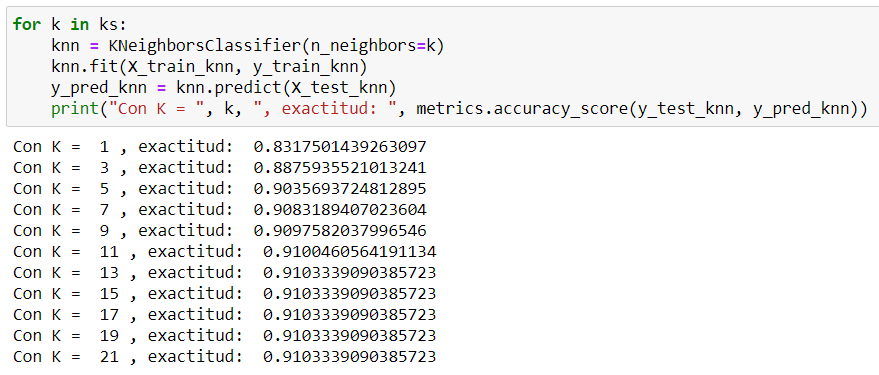 for k in ks:
    knn = KNeighborsClassifier(n_neighbors=k)
    knn.fit(X_train_knn, y_train_knn)
    y_pred_knn = knn.predict(X_test_knn)
    print("Con K = ", k, ", exactitud: ", metrics.accuracy_score(y_test_knn, y_pred_knn))
Con K =  1 , exactitud:  0.8317501439263097
Con K =  3 , exactitud:  0.8875935521013241
Con K =  5 , exactitud:  0.9035693724812895
Con K =  7 , exactitud:  0.9083189407023604
Con K =  9 , exactitud:  0.9097582037996546
Con K =  11 , exactitud:  0.9100460564191134
Con K =  13 , exactitud:  0.9103339090385723
Con K =  15 , exactitud:  0.9103339090385723
Con K =  17 , exactitud:  0.9103339090385723
Con K =  19 , exactitud:  0.9103339090385723
Con K =  21 , exactitud:  0.9103339090385723